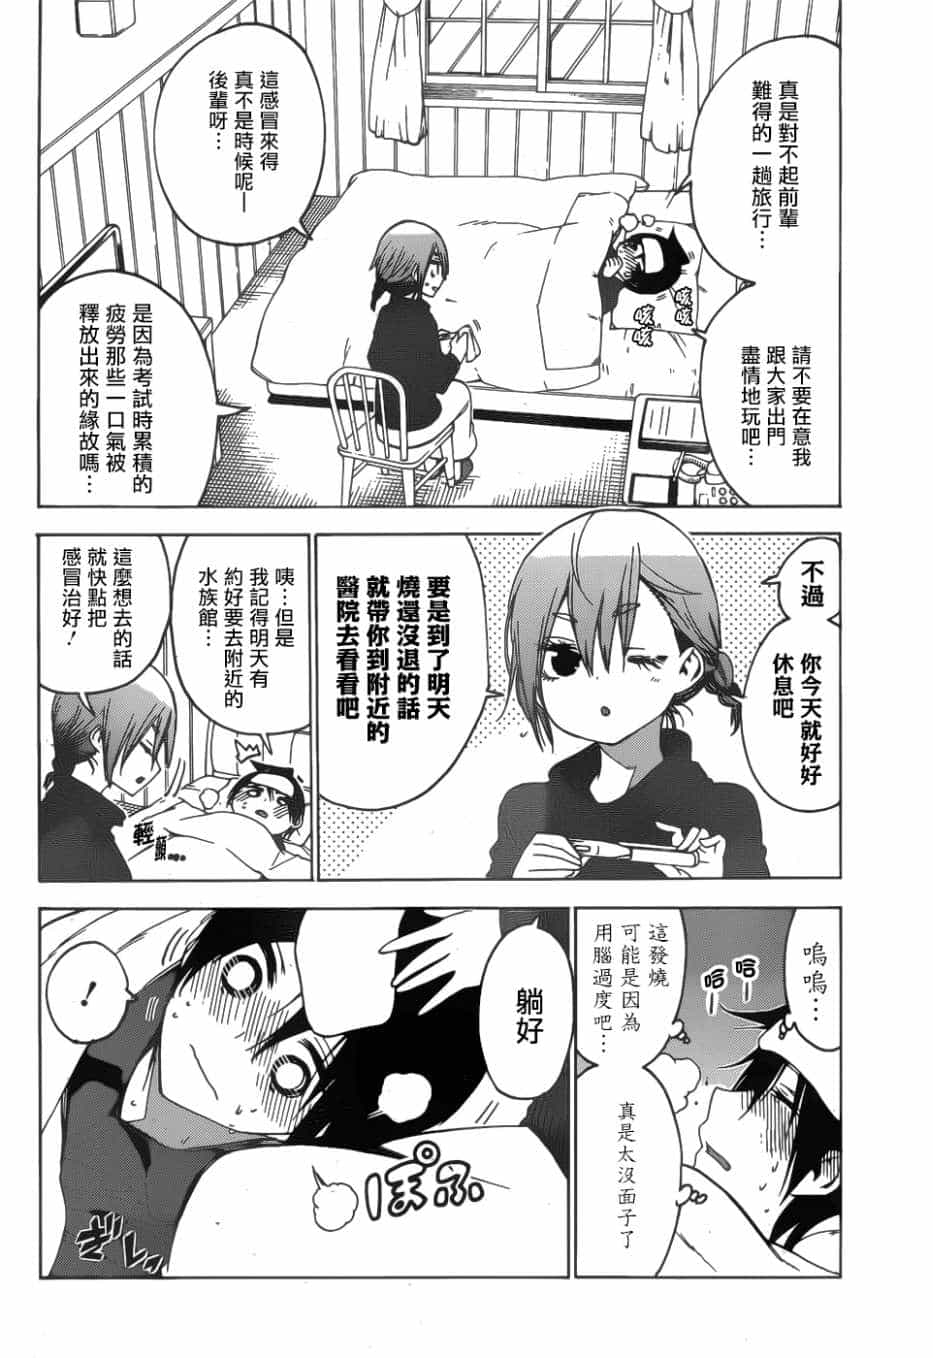 真是對不起前輩
難得的一趟旅行…
請不要在意我
跟大家出門
盡情地玩吧…
咳咳
咳咳
這感冒來得
真不是時候呢ー
後輩呀…
是因為考試時累積的
疲勞那些一口氣被
釋放出來的緣故嗎…
不過
你今天就好好
休息吧
要是到了明天
燒還沒退的話
就帶你到附近的
醫院去看看吧
咦…但是
我記得明天有
約好要去附近的
水族館…
這麼想去的話
就快點把
感冒治好!
輕
顫…
嗚嗚…
哈ー
哈ー
這發燒
可能是因為
用腦過度吧…
真是太沒面子了
躺好
ぽふ
!
ぎしっ